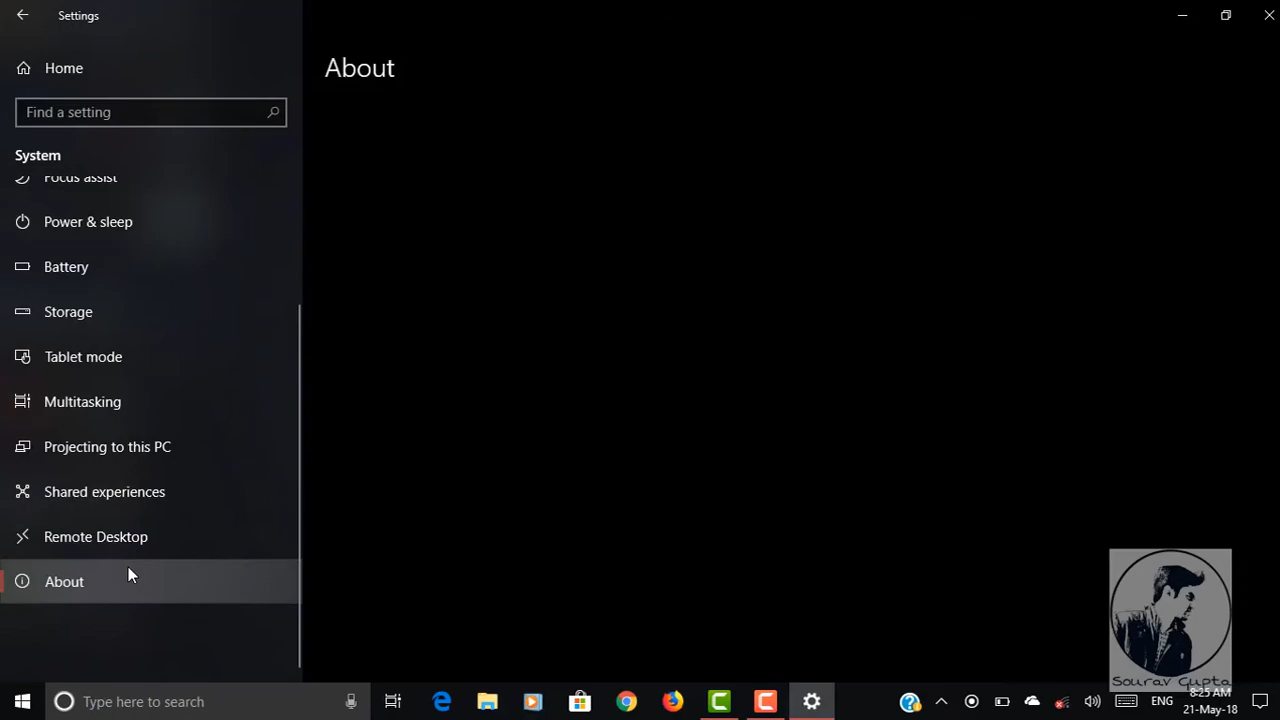 Settings
Home
About
Find a setting
System
Focus assist
Power & sleep
Battery
Storage
Tablet mode
Multitasking
Projecting to this PC
Shared experiences
Remote Desktop
About
Sourav Gupta
Type here to search
ENG
8:25 AM
21-May-18